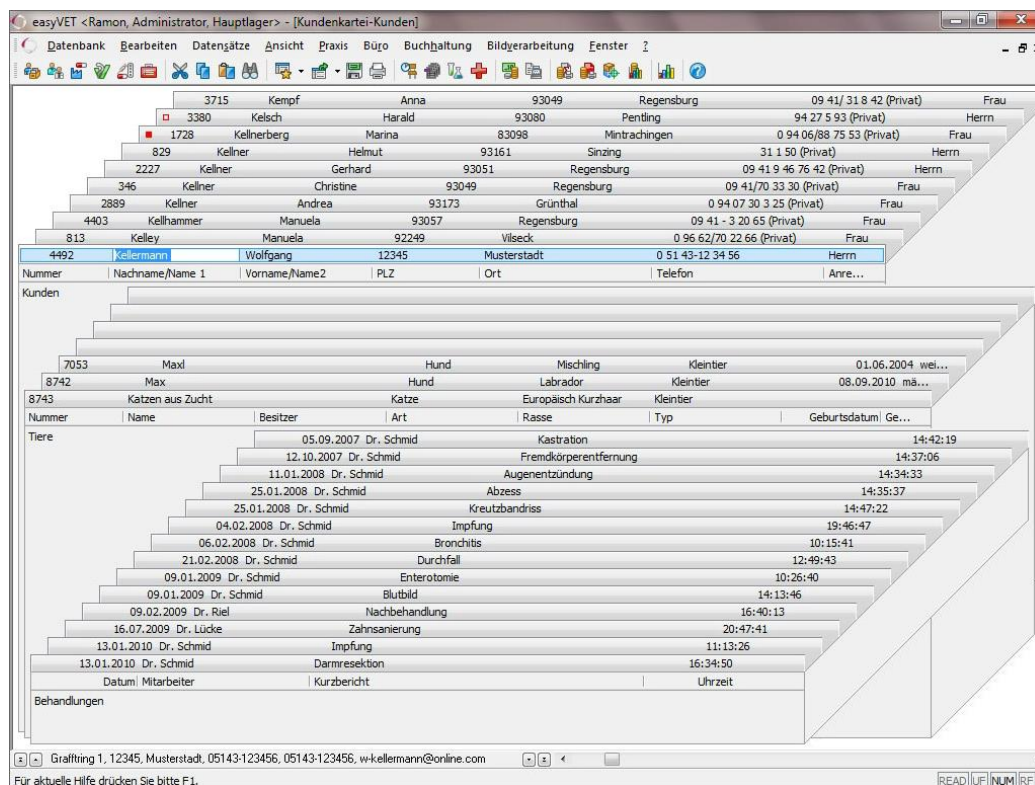 easyVET <Ramon, Administrator, Hauptlager> - [Kundenkartei-Kunden]
Datenbank Bearbeiten Datensätze Ansicht Praxis Büro Buchhaltung Bildverarbeitung Fenster ?
3715 Kempf Anna 93049 Regensburg 09 41/ 31 8 42 (Privat) Frau
3380 Kelsch Harald 93080 Pentling 94 27 5 93 (Privat) Herrn
1728 Kellnerberg Marina 83098 Mintrachingen 0 94 06/88 75 53 (Privat) Frau
829 Kellner Helmut 93161 Sinzing 31 1 50 (Privat) Herrn
2227 Kellner Gerhard 93051 Regensburg 09 41 9 46 76 42 (Privat) Herrn
346 Kellner Christine 93049 Regensburg 09 41/70 33 30 (Privat) Frau
2889 Kellner Andrea 93173 Grünthal 0 94 07 30 3 25 (Privat) Frau
4403 Kellhammer Manuela 93057 Regensburg 09 41 - 3 20 65 (Privat) Frau
813 Kelley Manuela 92249 Vilseck 0 96 62/70 22 66 (Privat) Frau
4492 Kellermann Wolfgang 12345 Musterstadt 0 51 43-12 34 56 Herrn
Nummer Nachname/Name 1 Vorname/Name2 PLZ Ort Telefon Anre...
Kunden
7053 Maxl Hund Mischling Kleintier 01.06.2004 wei...
8742 Max Hund Labrador Kleintier 08.09.2010 mä...
8743 Katzen aus Zucht Katze Europäisch Kurzhaar Kleintier
Nummer Name Besitzer Art Rasse Typ Geburtsdatum Ge...
Tiere
05.09.2007 Dr. Schmid Kastration 14:42:19
12.10.2007 Dr. Schmid Fremdkörperentfernung 14:37:06
11.01.2008 Dr. Schmid Augenentzündung 14:34:33
25.01.2008 Dr. Schmid Abzess 14:35:37
25.01.2008 Dr. Schmid Kreutzbandriss 14:47:22
04.02.2008 Dr. Schmid Impfung 19:46:47
06.02.2008 Dr. Schmid Bronchitis 10:15:41
21.02.2008 Dr. Schmid Durchfall 12:49:43
09.01.2009 Dr. Schmid Enterotomie 10:26:40
09.01.2009 Dr. Schmid Blutbild 14:13:46
09.02.2009 Dr. Riel Nachbehandlung 16:40:13
16.07.2009 Dr. Lücke Zahnsanierung 20:47:41
13.01.2010 Dr. Schmid Impfung 11:13:26
13.01.2010 Dr. Schmid Darmresektion 16:34:50
Datum Mitarbeiter Kurzbericht Uhrzeit
Behandlungen
Grafftring 1, 12345, Musterstadt, 05143-123456, 05143-123456, w-kellermann@online.com
Für aktuelle Hilfe drücken Sie bitte F1. READ UF NUM RF